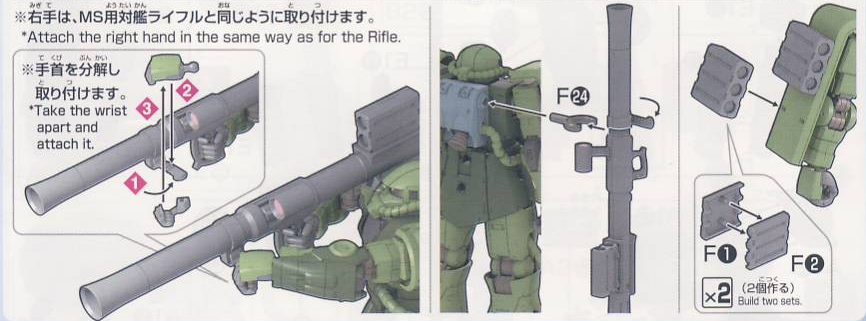 ※右手は、MS用対艦ライフルと同じように取り付けます。
*Attach the right hand in the same way as for the Rifle.
※手首を分解し
取り付けます。
*Take the wrist
apart and
attach it.
3
2
1
F24
F1
F2
×2
(2個作る)
Build two sets.